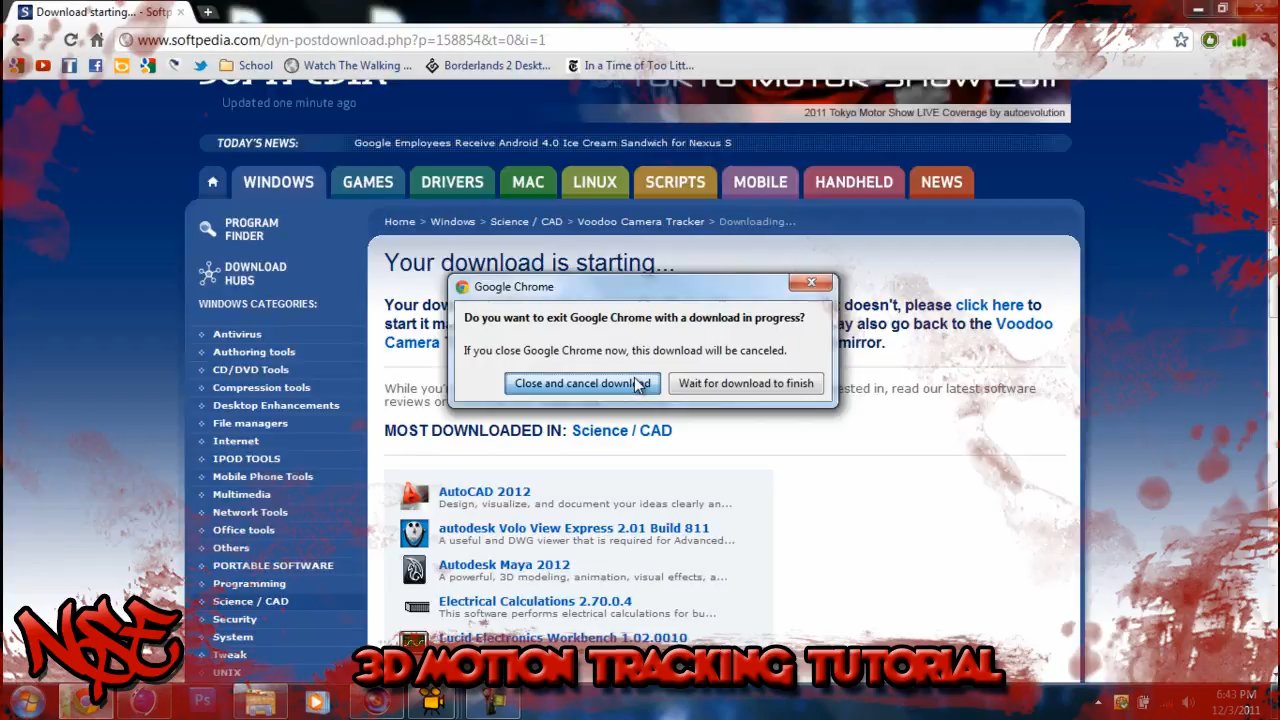 Download starting... - Softp
www.softpedia.com/dyn-postdownload.php?p=158854&t=0&i=1
School
Watch The Walking ...
Borderlands 2 Deskt...
In a Time of Too Litt...
Updated one minute ago
TOKYO MOTOR SHOW 2011
2011 Tokyo Motor Show LIVE Coverage by autoevolution
TODAY'S NEWS:
Google Employees Receive Android 4.0 Ice Cream Sandwich for Nexus S
WINDOWS
GAMES
DRIVERS
MAC
LINUX
SCRIPTS
MOBILE
HANDHELD
NEWS
PROGRAM
FINDER
DOWNLOAD
HUBS
WINDOWS CATEGORIES:
Antivirus
Authoring tools
CD/DVD Tools
Compression tools
Desktop Enhancements
File managers
Internet
IPOD TOOLS
Mobile Phone Tools
Multimedia
Network Tools
Office tools
Others
PORTABLE SOFTWARE
Programming
Science / CAD
Security
System
Tweak
UNIX
Home > Windows > Science / CAD > Voodoo Camera Tracker > Downloading...
Your download is starting...
Your dow
doesn't, please click here to
start it ma
ay also go back to the Voodoo
Camera
mirror.
While you'
ested in, read our latest software
reviews or
Google Chrome
Do you want to exit Google Chrome with a download in progress?
If you close Google Chrome now, this download will be canceled.
Close and cancel download
Wait for download to finish
MOST DOWNLOADED IN: Science / CAD
AutoCAD 2012
Design, visualize, and document your ideas clearly an...
autodesk Volo View Express 2.01 Build 811
A useful and DWG viewer that is required for Advanced...
Autodesk Maya 2012
A powerful, 3D modeling, animation, visual effects, a...
Electrical Calculations 2.70.0.4
This software performs electrical calculations for bu...
Lucid Electronics Workbench 1.02.0010
NSE
3D MOTION TRACKING TUTORIAL
6:43 PM
12/3/2011